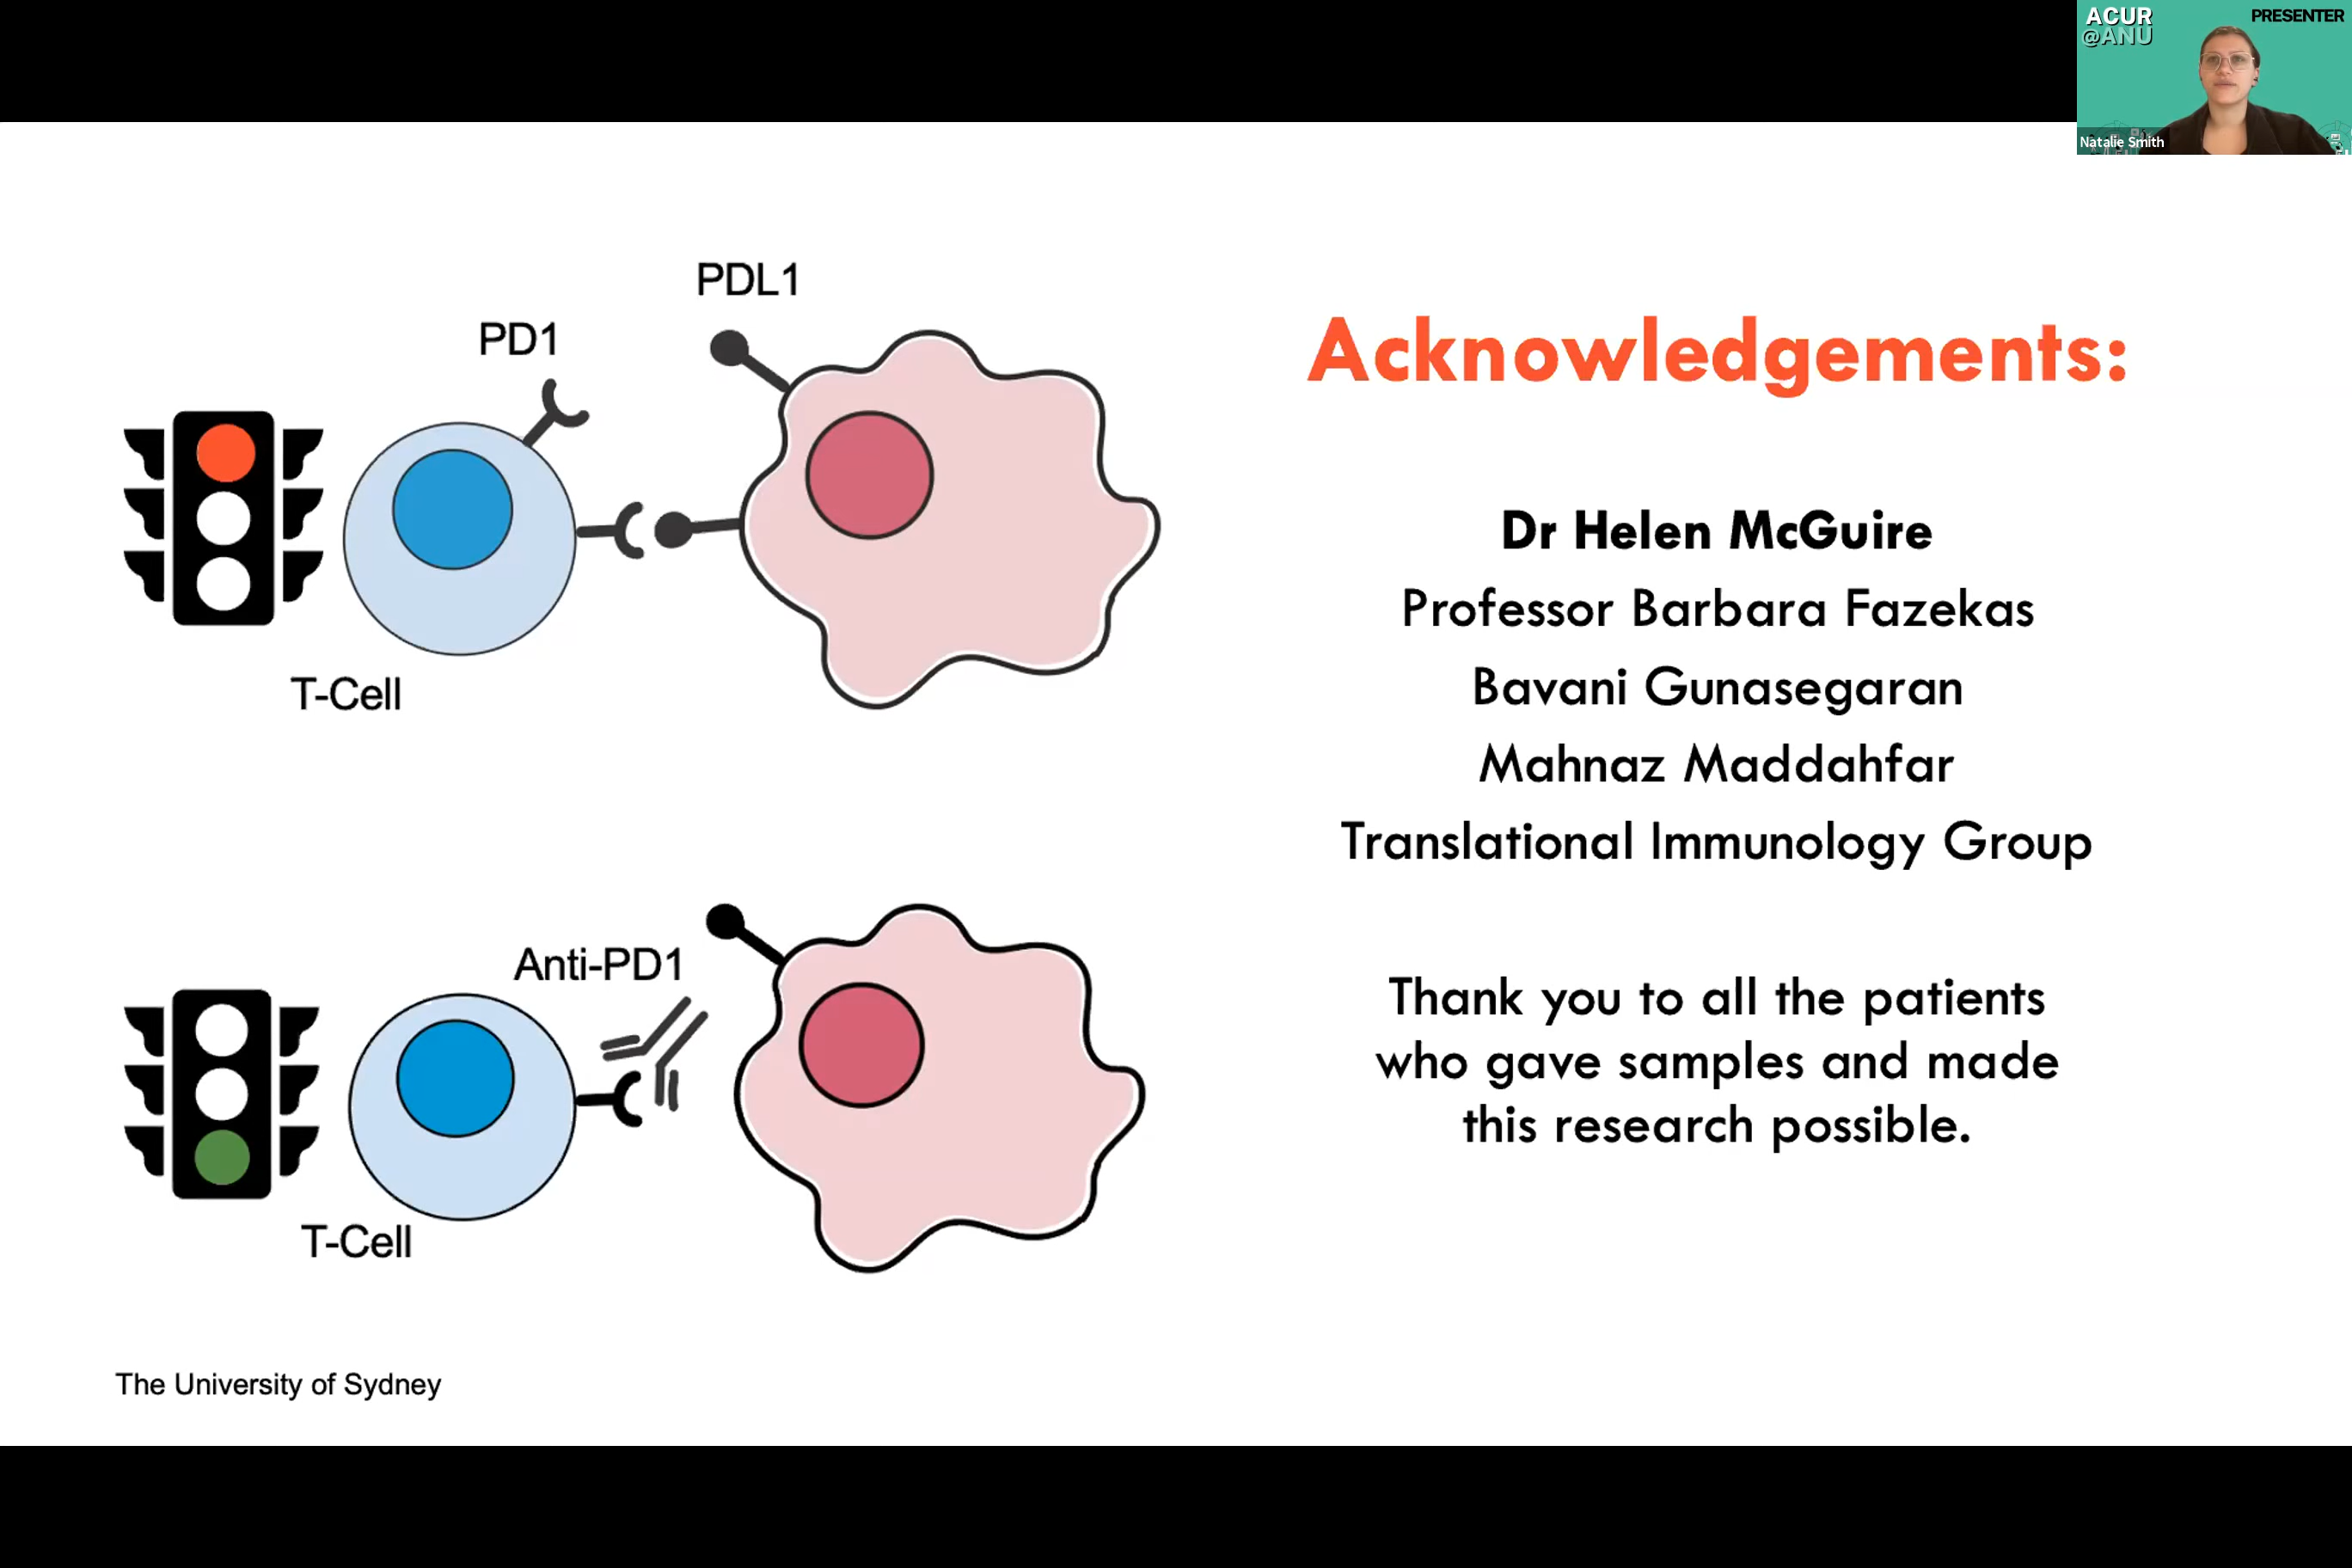 ACUR
@ANU
PRESENTER
Natalie Smith
PDL1
PD1
T-Cell
Anti-PD1
T-Cell
The University of Sydney
Acknowledgements:
Dr Helen McGuire
Professor Barbara Fazekas
Bavani Gunasegaran
Mahnaz Maddahfar
Translational Immunology Group
Thank you to all the patients
who gave samples and made
this research possible.